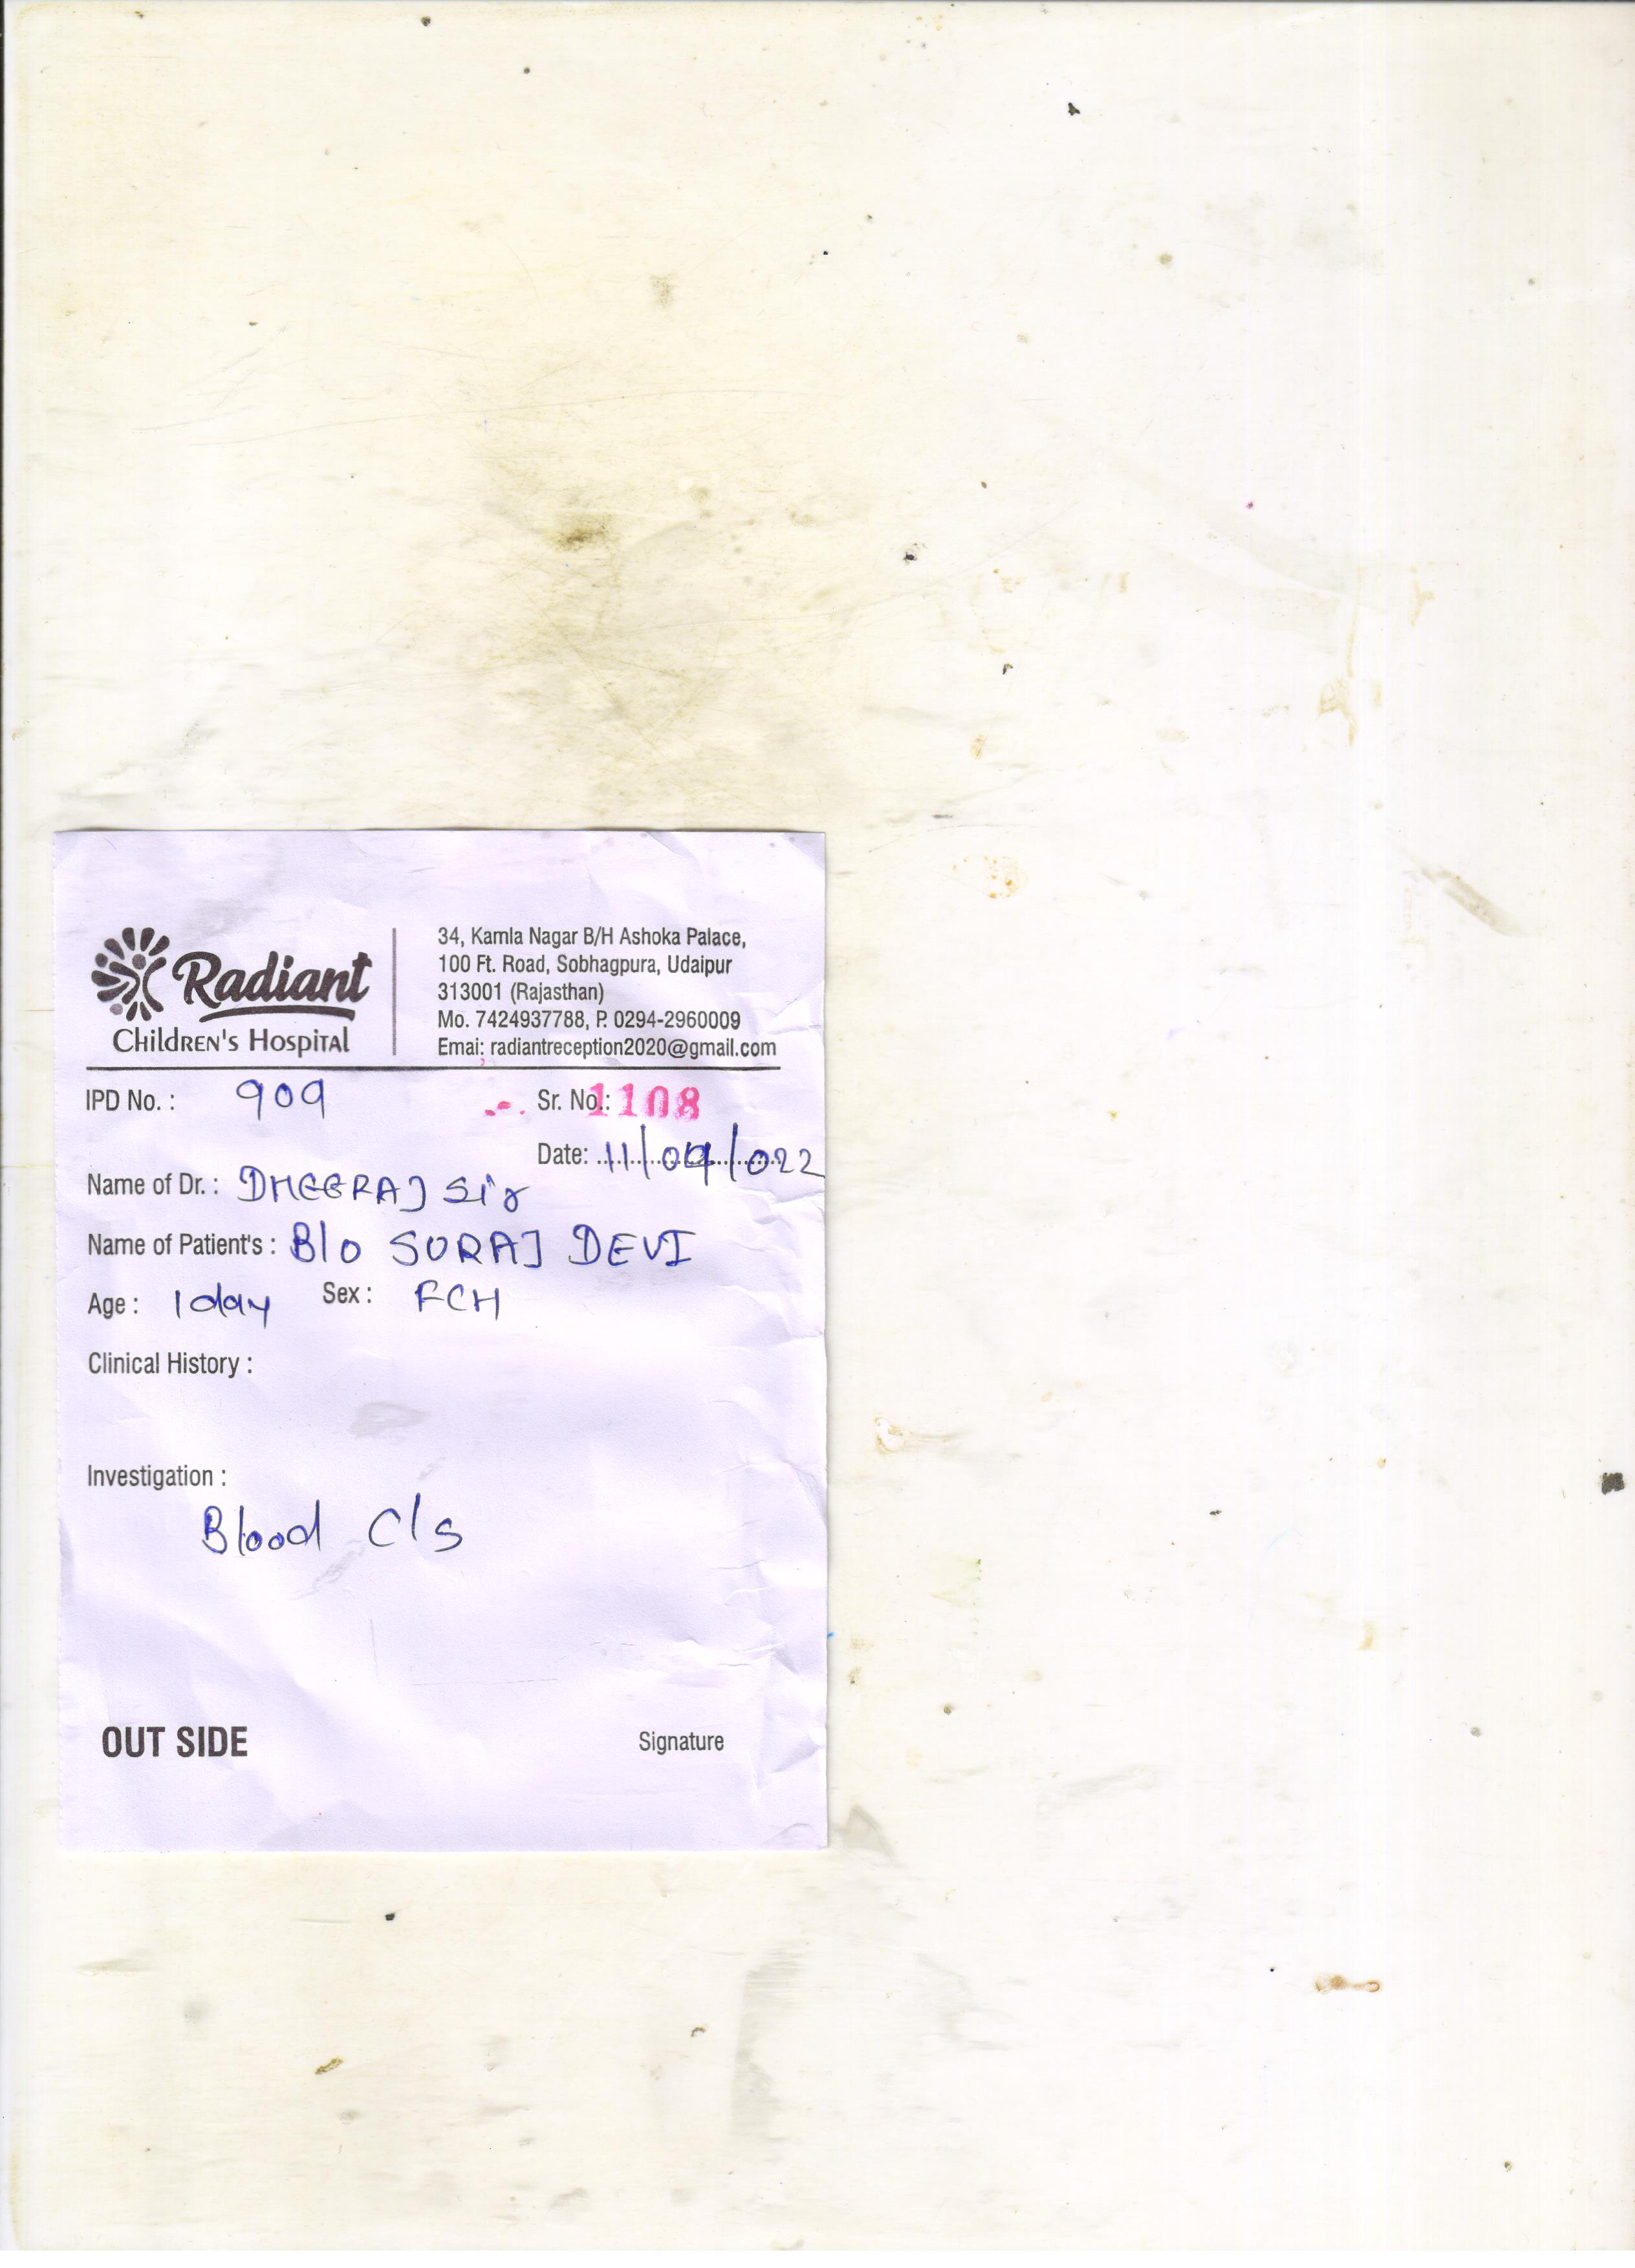 Radiant
Children's Hospital
34, Kamla Nagar B/H Ashoka Palace,
100 Ft. Road, Sobhagpura, Udaipur
313001 (Rajasthan)
Mo. 7424937788, P. 0294-2960009
Emai: radiantreception2020@gmail.com
IPD No. : 909
Sr. No.: 1108
Date: 11/04/022
Name of Dr. : DHEERAJ Sir
Name of Patient's : B/o SURAJ DEVI
Age : 1 day Sex : FCH
Clinical History :
Investigation :
Blood C/s
OUT SIDE
Signature